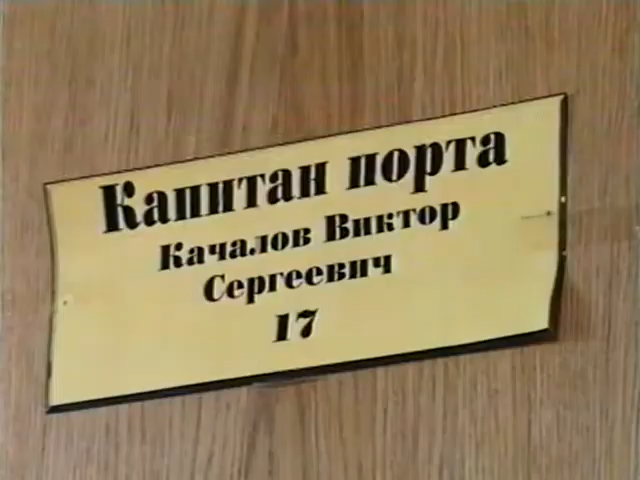 Капитан порта
Качалов Виктор
Сергеевич
17